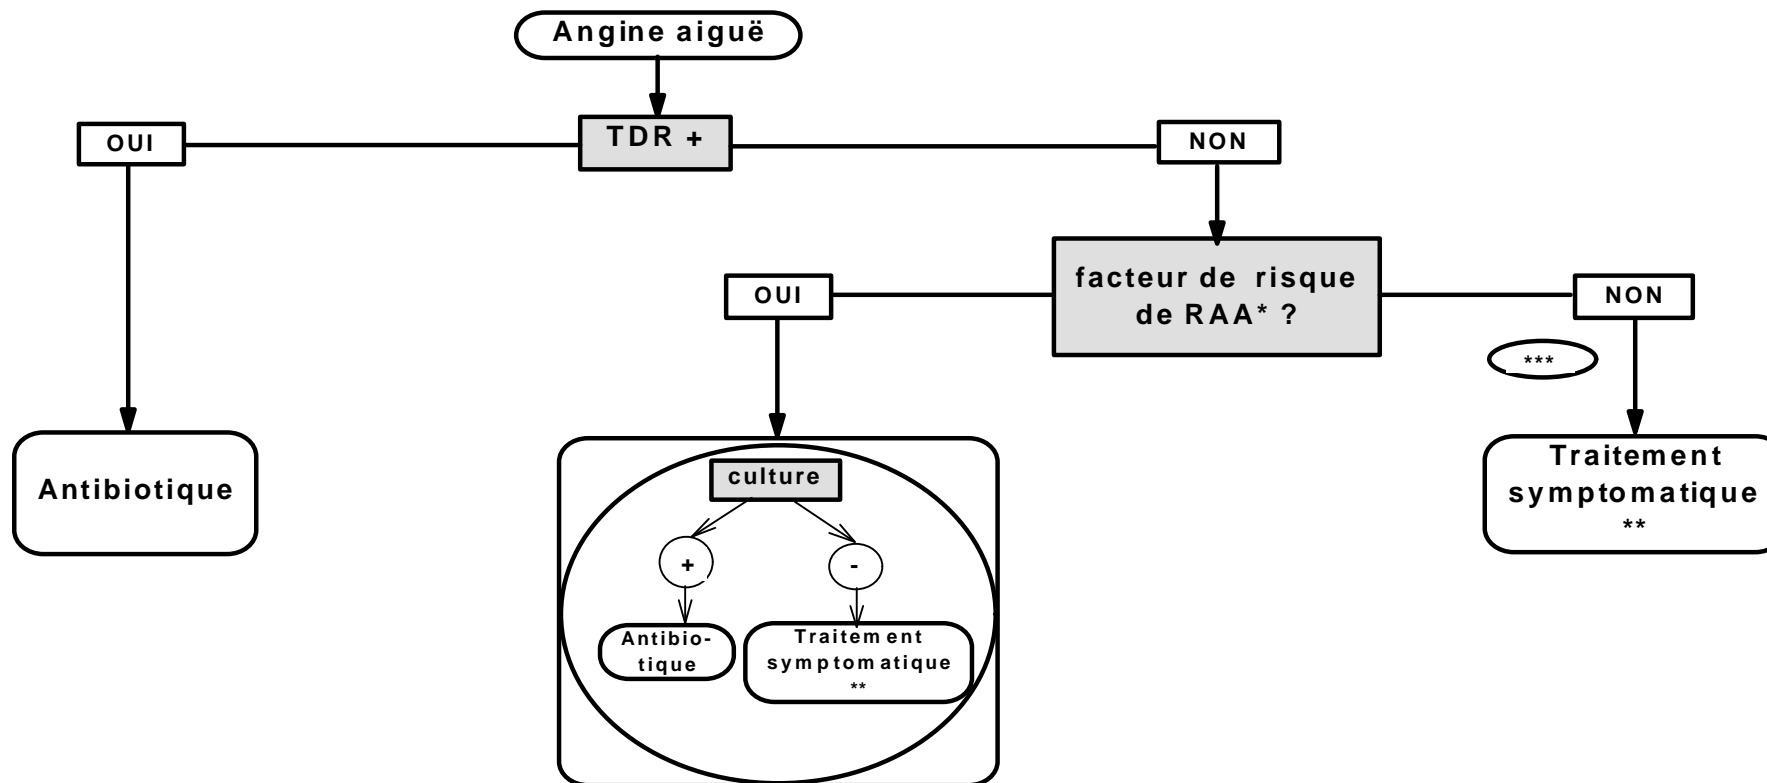 Angine aiguë
TDR +
OUI
NON
facteur de risque
de RAA* ?
OUI
NON
***
Antibiotique
culture
+
-
Antibio-
tique
Traitement
symptomatique
**
Traitement
symptomatique
**